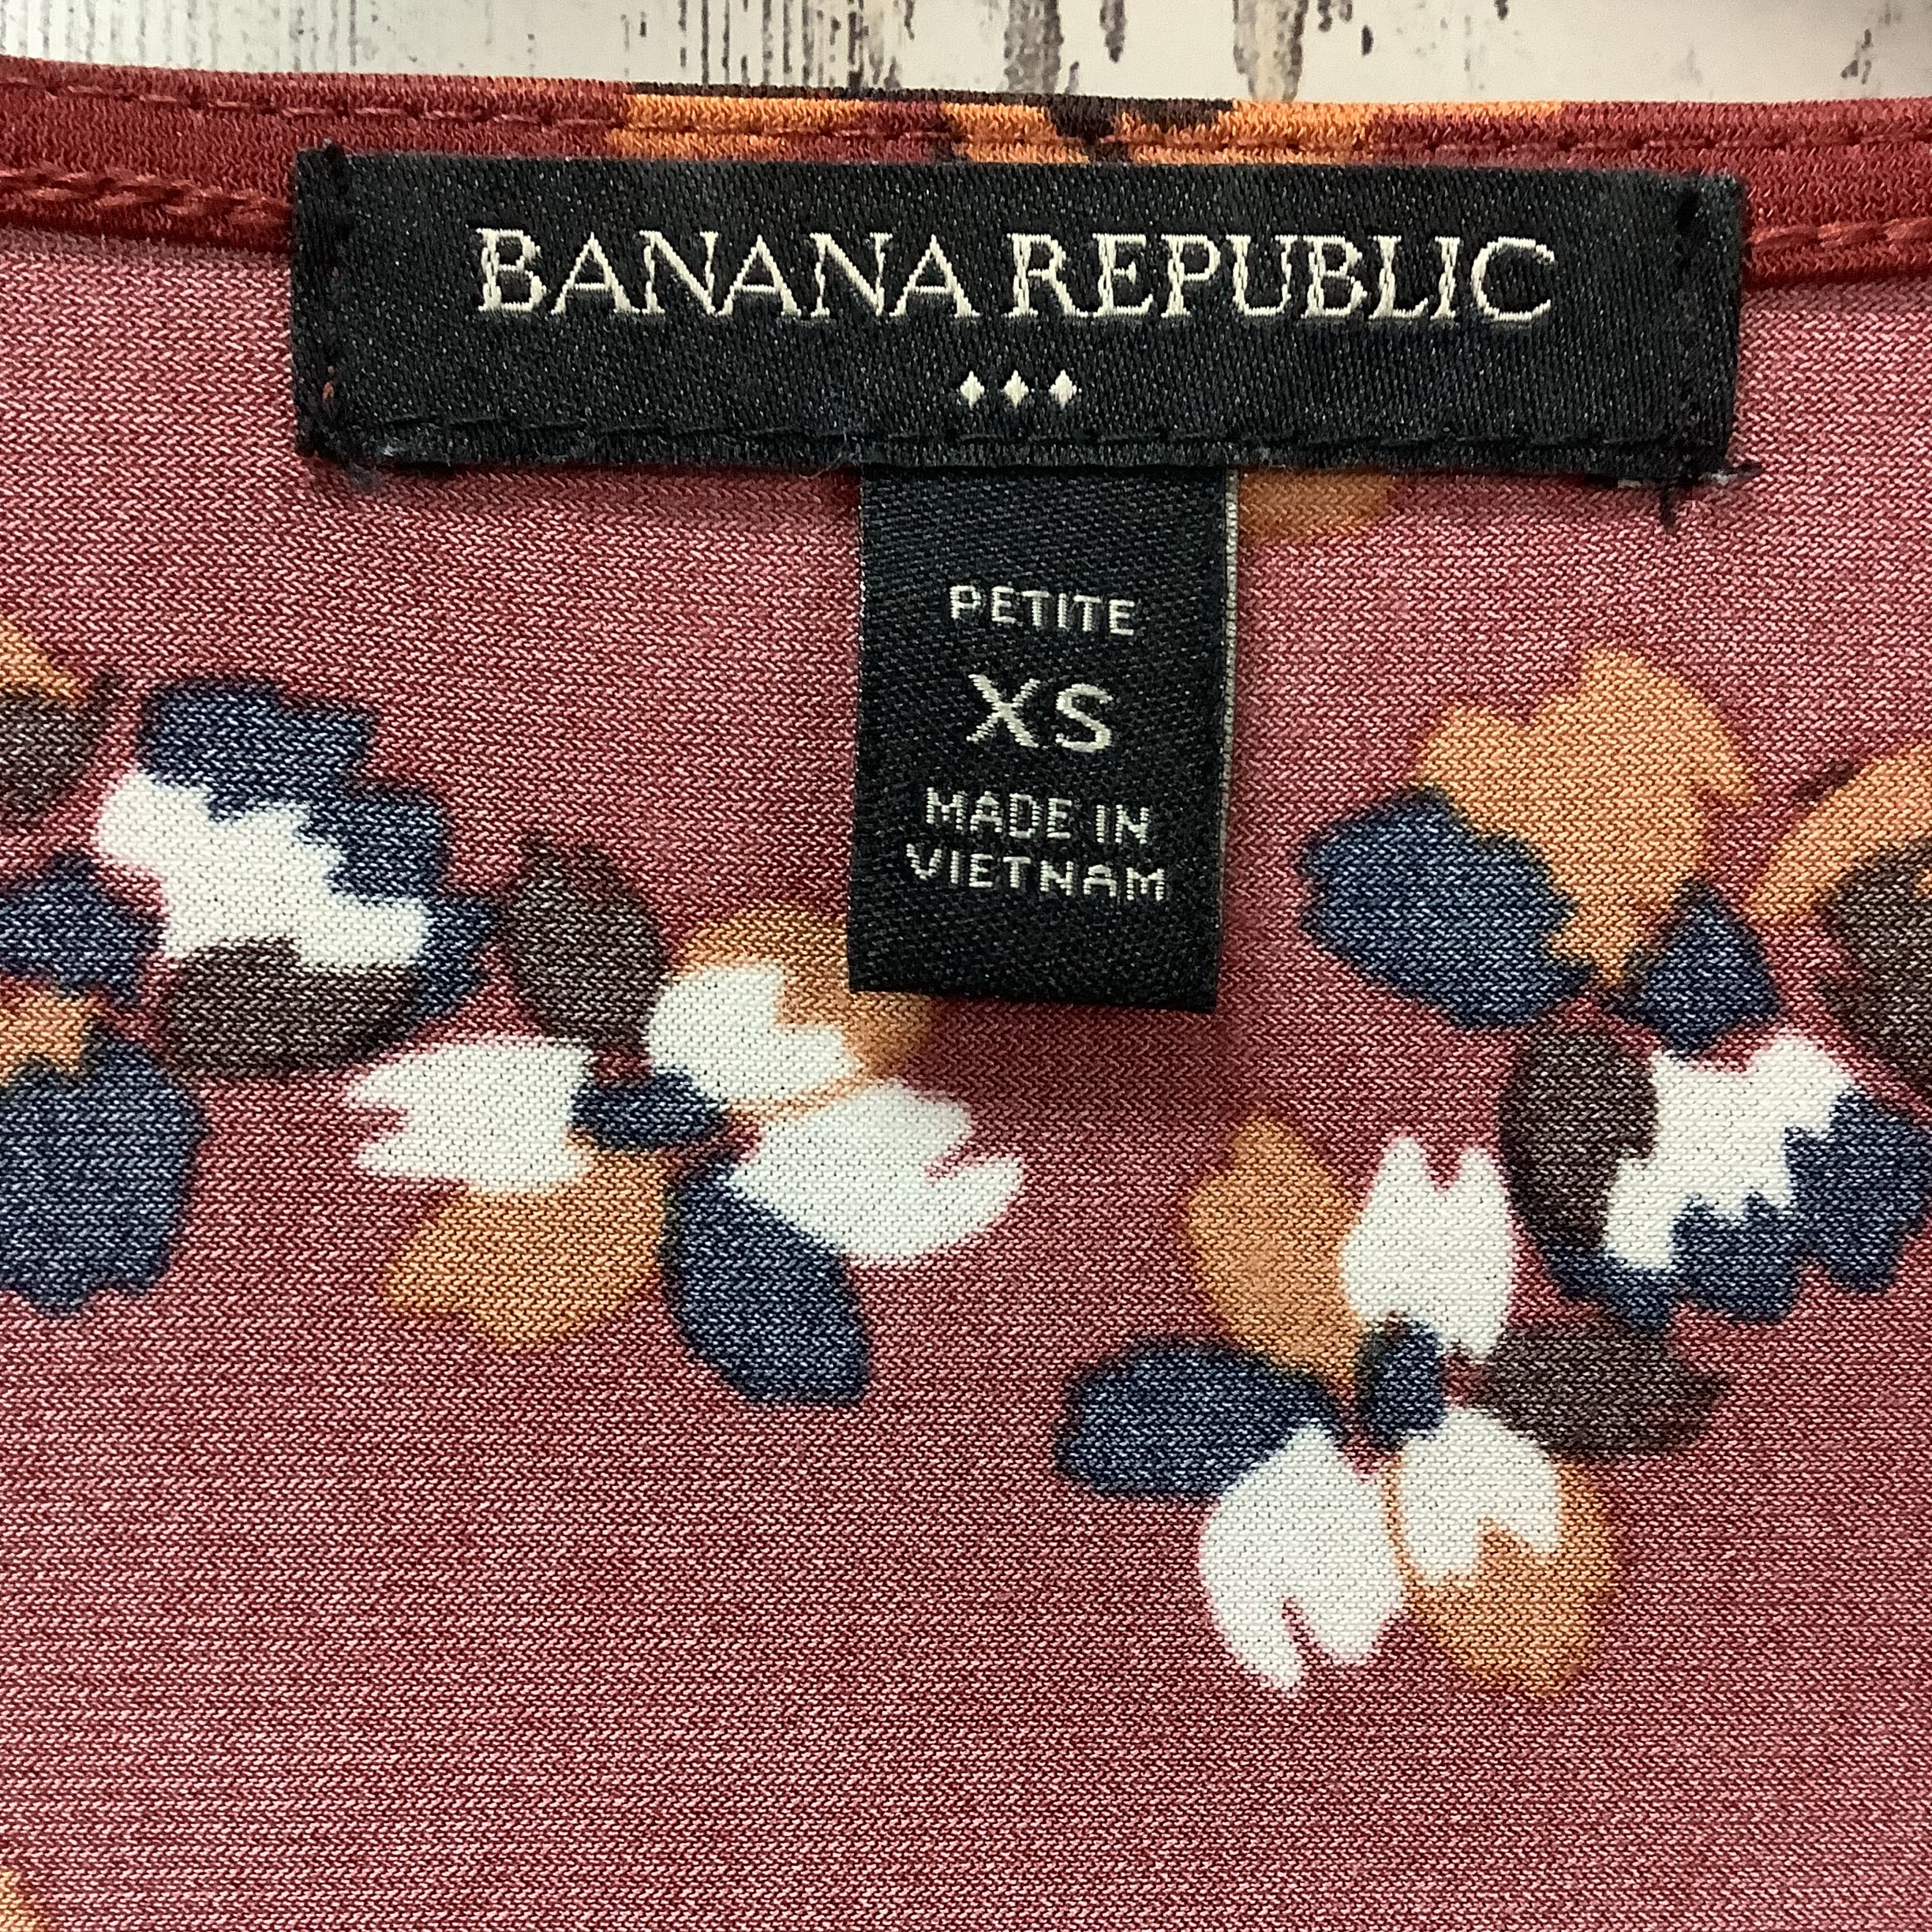 BANANA REPUBLIC
PETITE
XS
MADE IN
VIETNAM